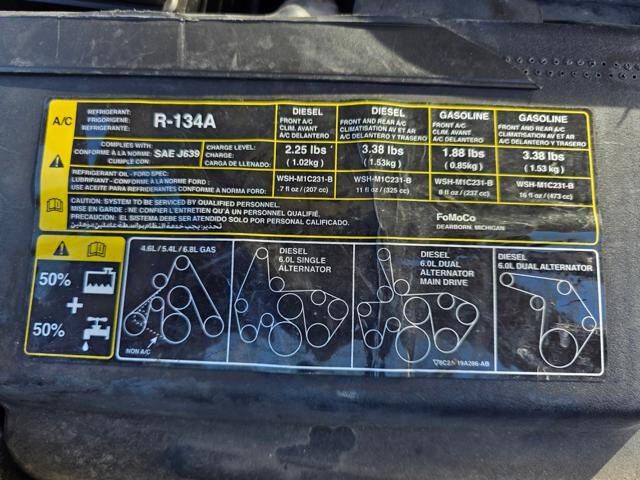 A/C
REFRIGERANT:
FRIGORIGENE:
REFRIGERANTE:
R-134A
DIESEL
FRONT A/C
CLIM. AVANT
A/C DELANTERO
DIESEL
FRONT AND REAR A/C
CLIMATISATION AV ET AR
A/C DELANTERO Y TRASERO
GASOLINE
FRONT A/C
CLIM. AVANT
A/C DELANTERO
GASOLINE
FRONT AND REAR A/C
CLIMATISATION AV ET AR
A/C DELANTERO Y TRASERO
COMPLIES WITH:
CONFORME A LA NORME:
CUMPLE CON:
SAE J639
CHARGE LEVEL:
CHARGE:
CARGA DE LLENADO:
2.25 lbs
(1.02kg)
3.38 lbs
(1.53kg)
1.88 lbs
(0.85kg)
3.38 lbs
(1.53 kg)
REFRIGERANT OIL - FORD SPEC:
LUBRIFIANT - CONFORME A LA NORME FORD:
USE ACEITE PARA REFRIGERANTES CONFORME A NORMA FORD:
WSH-M1C231-B
7 fl oz (207 cc)
WSH-M1C231-B
11 fl oz (325 cc)
WSH-M1C231-B
8 fl oz (237 cc)
WSH-M1C231-B
16 fl oz (473 cc)
CAUTION: SYSTEM TO BE SERVICED BY QUALIFIED PERSONNEL.
MISE EN GARDE : NE CONFIER L'ENTRETIEN QU'À UN PERSONNEL QUALIFIÉ.
PRECAUCIÓN: EL SISTEMA DEBE SER ATENDIDO SOLO POR PERSONAL CALIFICADO.
تحذير: يجب خدمة النظام بواسطة عاملين مؤهلين
FoMoCo
DEARBORN, MICHIGAN
50%
+
50%
4.6L / 5.4L / 6.8L GAS
NON A/C
DIESEL
6.0L SINGLE
ALTERNATOR
DIESEL
6.0L DUAL
ALTERNATOR
MAIN DRIVE
DIESEL
6.0L DUAL ALTERNATOR
19A286-AB